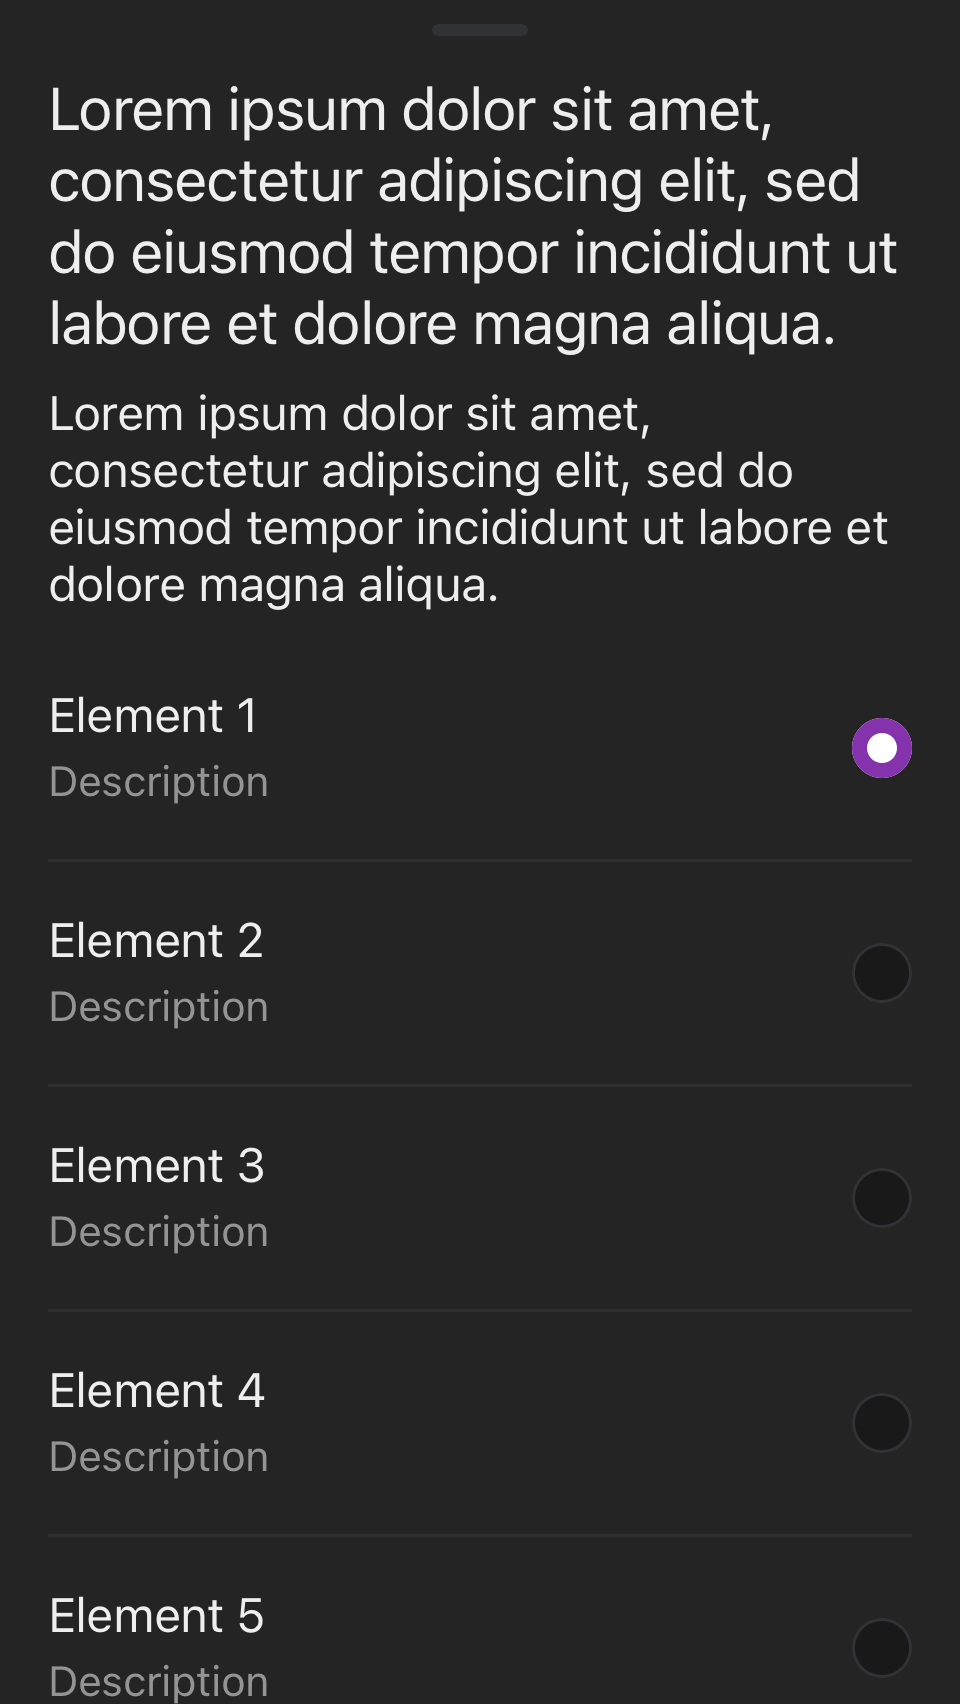 Lorem ipsum dolor sit amet,
consectetur adipiscing elit, sed
do eiusmod tempor incididunt ut
labore et dolore magna aliqua.
Lorem ipsum dolor sit amet,
consectetur adipiscing elit, sed do
eiusmod tempor incididunt ut labore et
dolore magna aliqua.
Element 1
Description
Element 2
Description
Element 3
Description
Element 4
Description
Element 5
Description